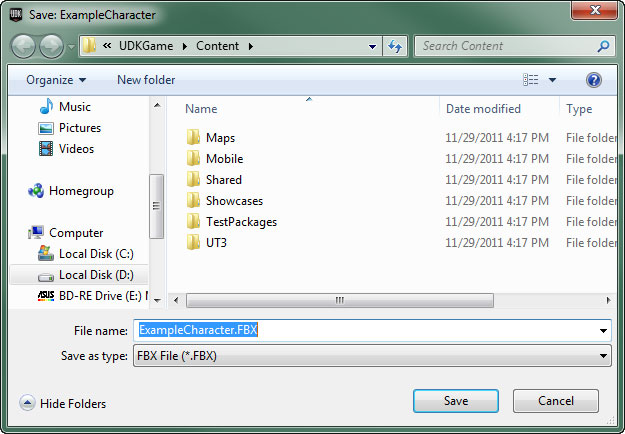 UDK Save: ExampleCharacter
« UDKGame ▸ Content ▸ Search Content
Organize New folder
Music
Pictures
Videos
Homegroup
Computer
Local Disk (C:)
Local Disk (D:)
ASUS BD-RE Drive (E:)
Name Date modified Type
Maps 11/29/2011 4:17 PM File folder
Mobile 11/29/2011 4:17 PM File folder
Shared 11/29/2011 4:17 PM File folder
Showcases 11/29/2011 4:17 PM File folder
TestPackages 11/29/2011 4:17 PM File folder
UT3 11/29/2011 4:17 PM File folder
File name: ExampleCharacter.FBX
Save as type: FBX File (*.FBX)
Hide Folders Save Cancel